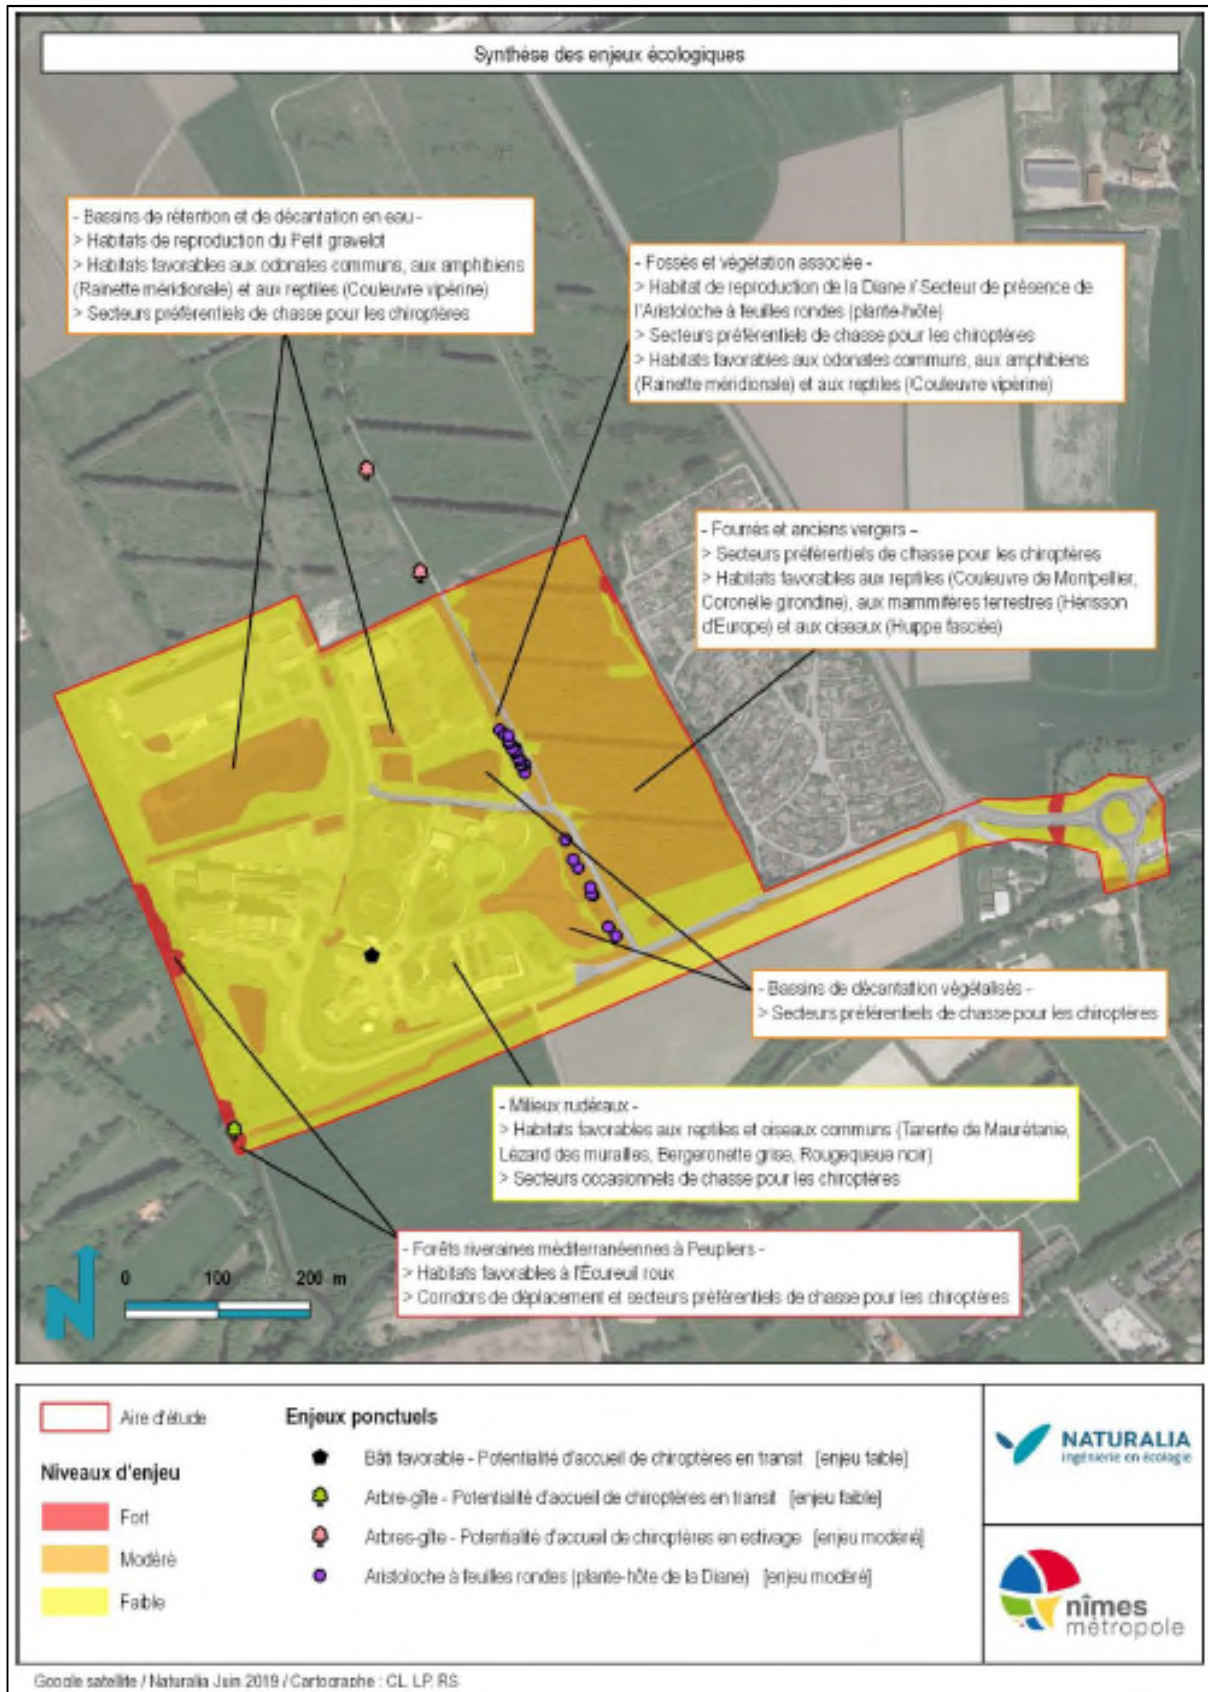 Synthèse des enjeux écologiques
- Bassins de rétention et de décantation en eau -
> Habitats de reproduction du Petit gravelot
> Habitats favorables aux odonates communs, aux amphibiens
(Rainette méridionale) et aux reptiles (Couleuvre vipérine)
> Secteurs préférentiels de chasse pour les chiroptères
- Fossés et végétation associée -
> Habitat de reproduction de la Diane / Secteur de présence de
l'Aristoloche à feuilles rondes (plante-hôte)
> Secteurs préférentiels de chasse pour les chiroptères
> Habitats favorables aux odonates communs, aux amphibiens
(Rainette méridionale) et aux reptiles (Couleuvre vipérine)
- Fourrés et anciens vergers -
> Secteurs préférentiels de chasse pour les chiroptères
> Habitats favorables aux reptiles (Couleuvre de Montpellier,
Coronelle girondine), aux mammifères terrestres (Hérisson
d'Europe) et aux oiseaux (Huppe fasciée)
- Bassins de décantation végétalisés -
> Secteurs préférentiels de chasse pour les chiroptères
- Milieux rudéraux -
> Habitats favorables aux reptiles et oiseaux communs (Tarente de Maurétanie,
Lézard des murailles, Bergeronette grise, Rougequeue noir)
> Secteurs occasionnels de chasse pour les chiroptères
- Forêts riveraines méditerranéennes à Peupliers -
> Habitats favorables à l'Écureuil roux
> Corridors de déplacement et secteurs préférentiels de chasse pour les chiroptères
N
0 100 200 m
Aire d'étude
Niveaux d'enjeu
Fort
Modéré
Faible
Enjeux ponctuels
Bâti favorable - Potentialité d'accueil de chiroptères en transit [enjeu faible]
Arbre-gîte - Potentialité d'accueil de chiroptères en transit [enjeu faible]
Arbres-gîte - Potentialité d'accueil de chiroptères en estivage [enjeu modéré]
Aristoloche à feuilles rondes (plante-hôte de la Diane) [enjeu modéré]
NATURALIA
ingénierie en écologie
nîmes
métropole
Google satellite / Naturalia Juin 2019 / Cartographe : CL. LP. RS